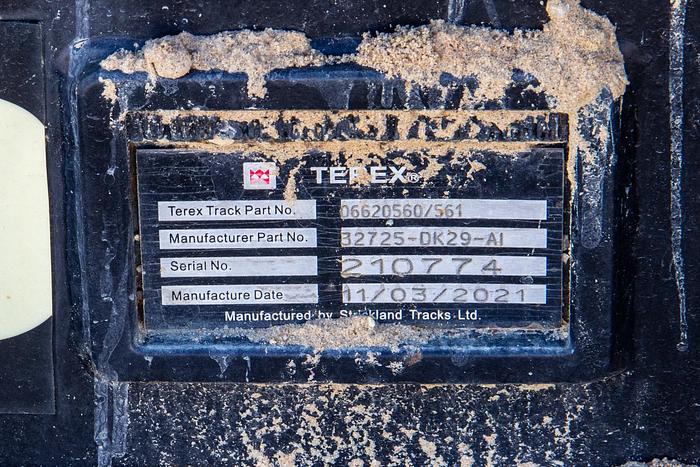 TEREX®
Terex Track Part No. 06620560/561
Manufacturer Part No. 32725-DK29-A1
Serial No. 210774
Manufacture Date 11/03/2021
Manufactured by Strickland Tracks Ltd.